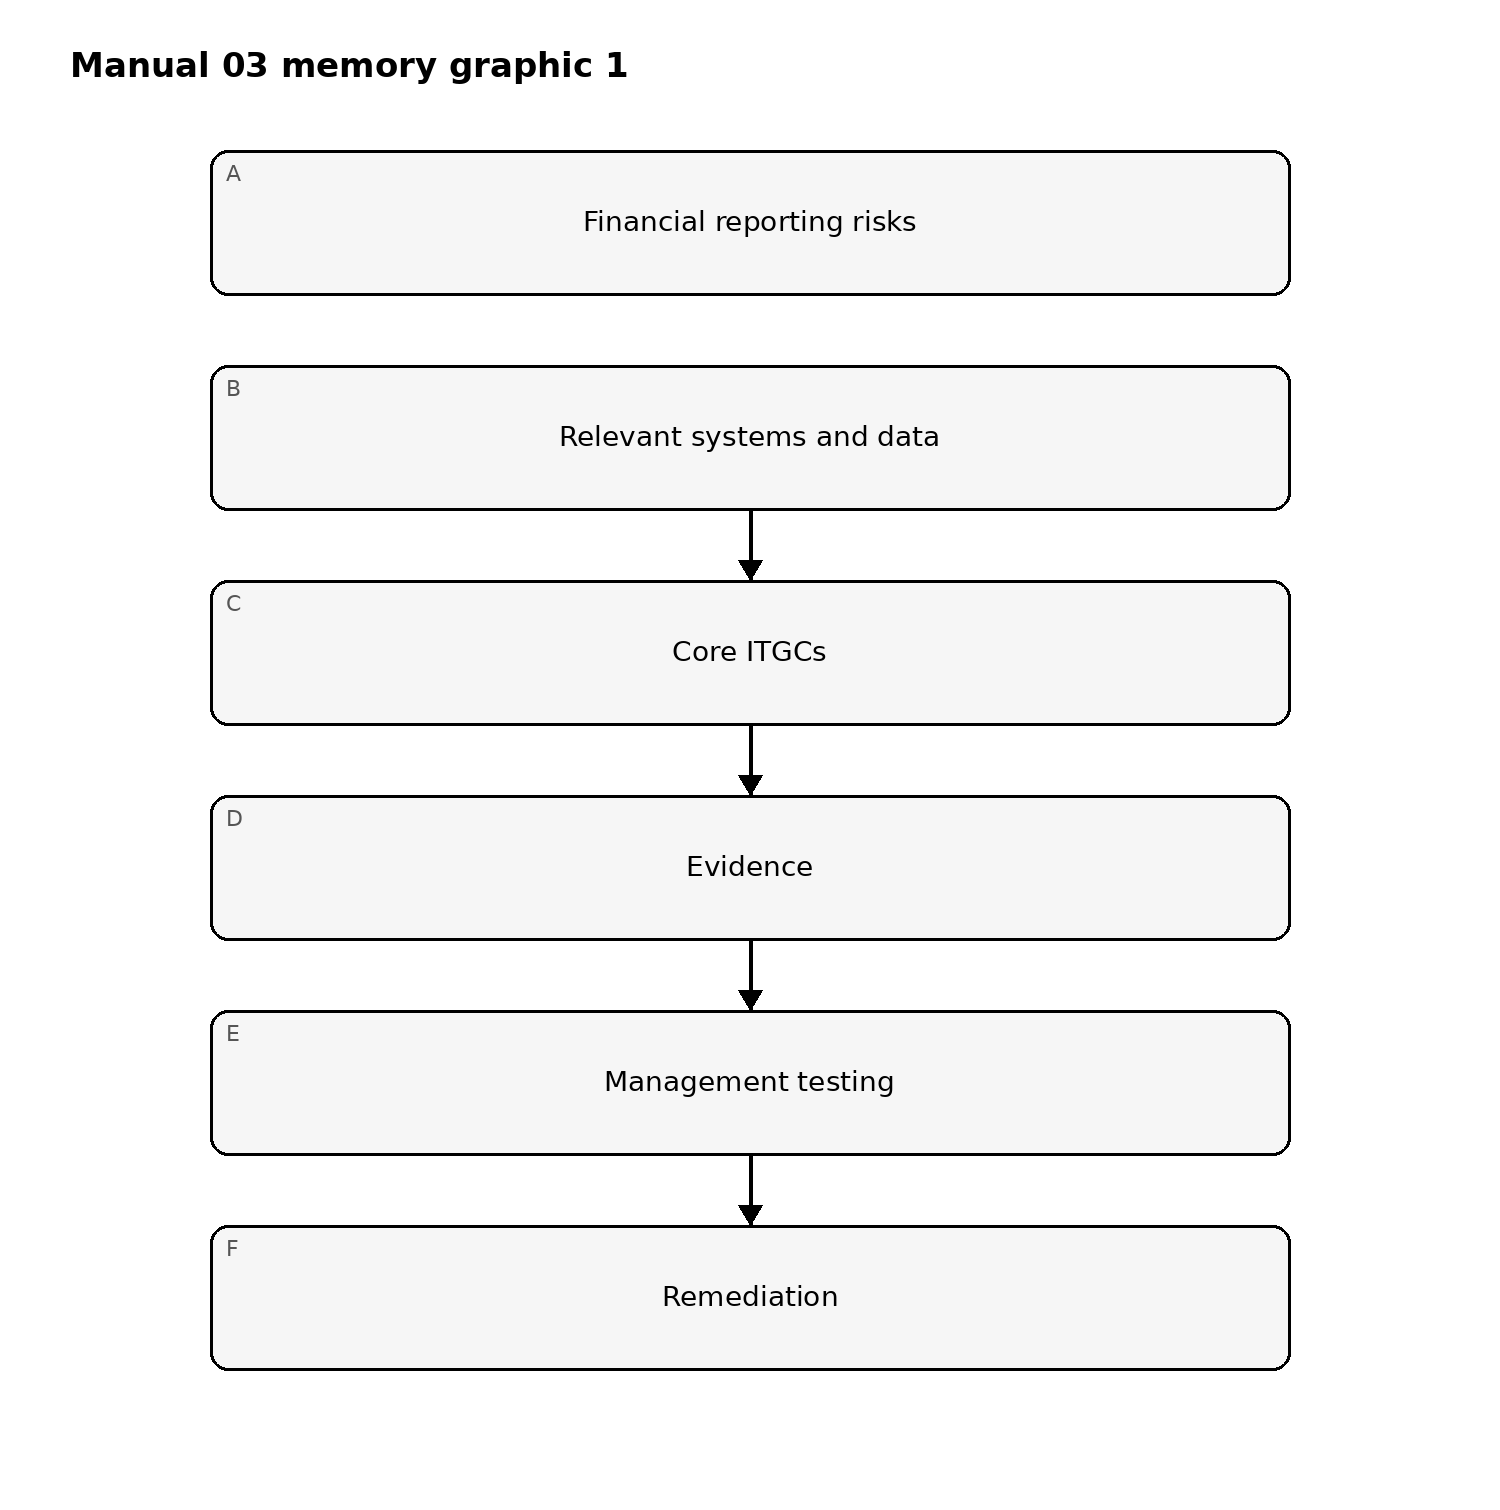 Manual 03 memory graphic 1
A
Financial reporting risks
B
Relevant systems and data
C
Core ITGCs
D
Evidence
E
Management testing
F
Remediation